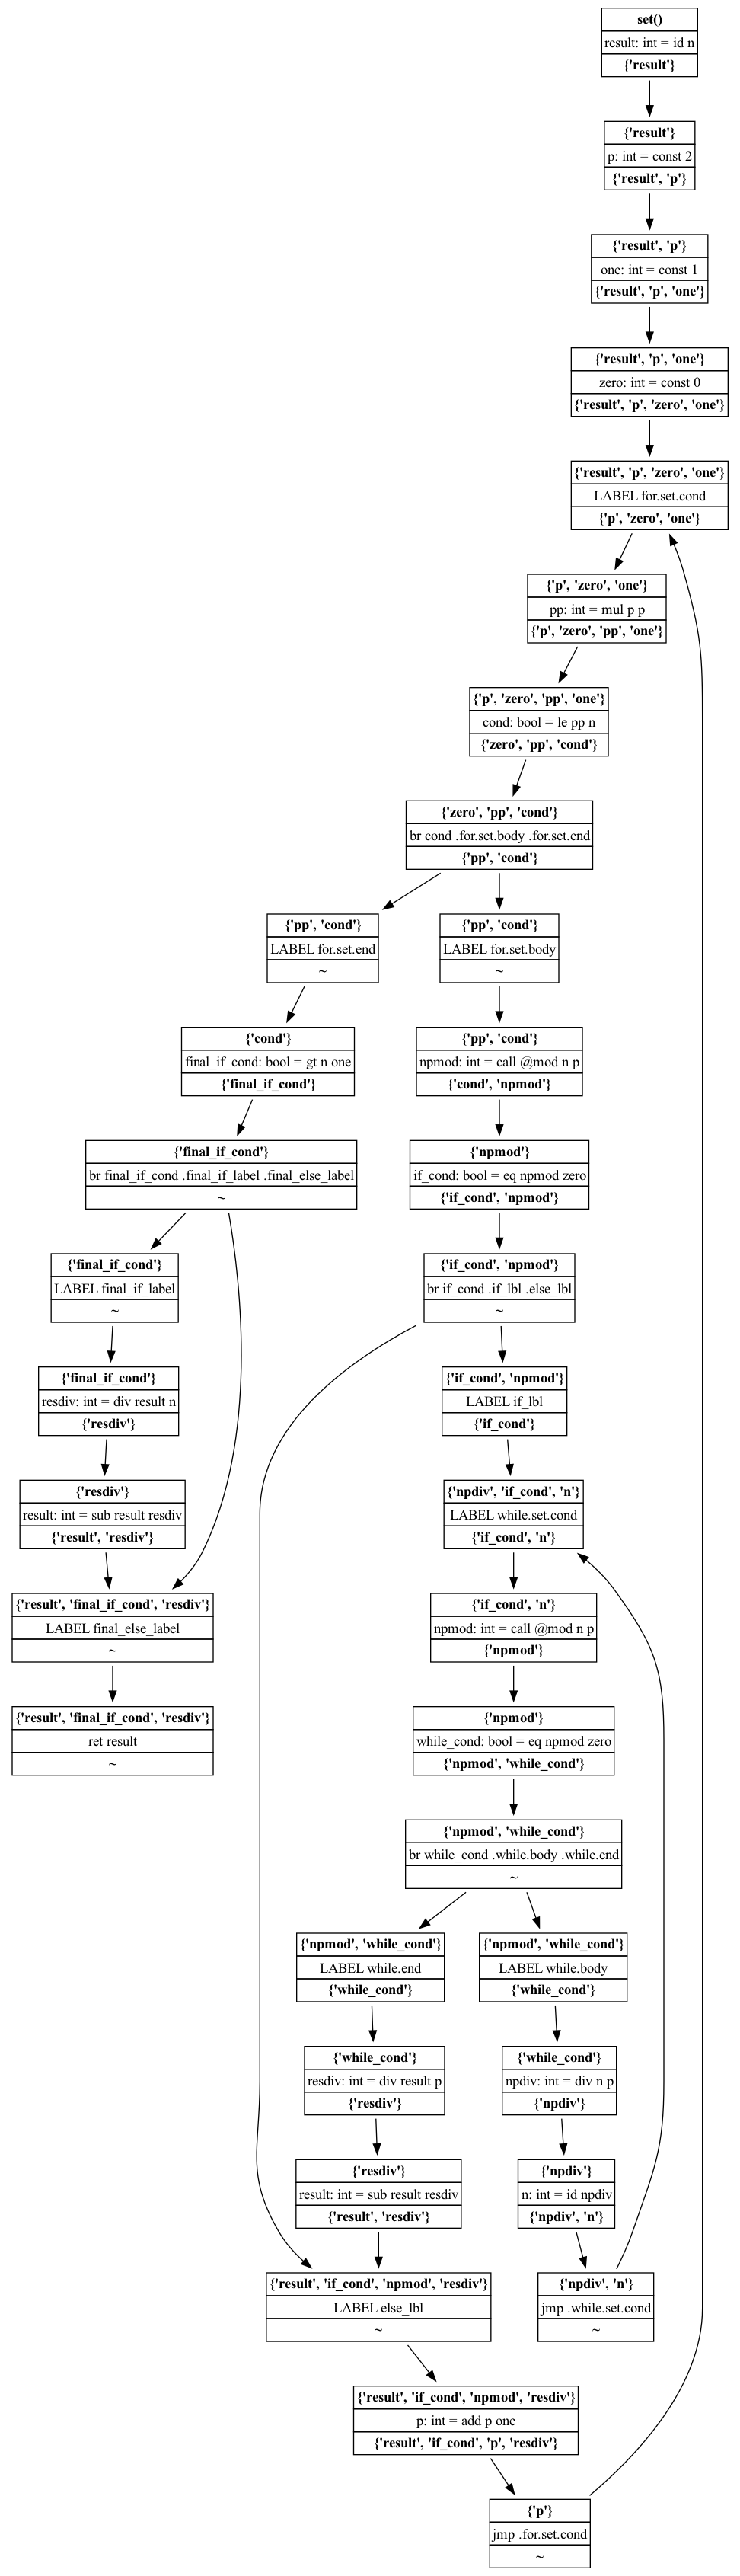 set()
result: int = id n
{'result'}
{'result'}
p: int = const 2
{'result', 'p'}
{'result', 'p'}
one: int = const 1
{'result', 'p', 'one'}
{'result', 'p', 'one'}
zero: int = const 0
{'result', 'p', 'zero', 'one'}
{'result', 'p', 'zero', 'one'}
LABEL for.set.cond
{'p', 'zero', 'one'}
{'p', 'zero', 'one'}
pp: int = mul p p
{'p', 'zero', 'pp', 'one'}
{'p', 'zero', 'pp', 'one'}
cond: bool = le pp n
{'zero', 'pp', 'cond'}
{'zero', 'pp', 'cond'}
br cond .for.set.body .for.set.end
{'pp', 'cond'}
{'pp', 'cond'}
LABEL for.set.end
~
{'pp', 'cond'}
LABEL for.set.body
~
{'cond'}
final_if_cond: bool = gt n one
{'final_if_cond'}
{'pp', 'cond'}
npmod: int = call @mod n p
{'cond', 'npmod'}
{'final_if_cond'}
br final_if_cond .final_if_label .final_else_label
~
{'npmod'}
if_cond: bool = eq npmod zero
{'if_cond', 'npmod'}
{'final_if_cond'}
LABEL final_if_label
~
{'if_cond', 'npmod'}
br if_cond .if_lbl .else_lbl
~
{'final_if_cond'}
resdiv: int = div result n
{'resdiv'}
{'if_cond', 'npmod'}
LABEL if_lbl
{'if_cond'}
{'resdiv'}
result: int = sub result resdiv
{'result', 'resdiv'}
{'npdiv', 'if_cond', 'n'}
LABEL while.set.cond
{'if_cond', 'n'}
{'result', 'final_if_cond', 'resdiv'}
LABEL final_else_label
~
{'if_cond', 'n'}
npmod: int = call @mod n p
{'npmod'}
{'result', 'final_if_cond', 'resdiv'}
ret result
~
{'npmod'}
while_cond: bool = eq npmod zero
{'npmod', 'while_cond'}
{'npmod', 'while_cond'}
br while_cond .while.body .while.end
~
{'npmod', 'while_cond'}
LABEL while.end
{'while_cond'}
{'npmod', 'while_cond'}
LABEL while.body
{'while_cond'}
{'while_cond'}
resdiv: int = div result p
{'resdiv'}
{'while_cond'}
npdiv: int = div n p
{'npdiv'}
{'resdiv'}
result: int = sub result resdiv
{'result', 'resdiv'}
{'npdiv'}
n: int = id npdiv
{'npdiv', 'n'}
{'result', 'if_cond', 'npmod', 'resdiv'}
LABEL else_lbl
~
{'npdiv', 'n'}
jmp .while.set.cond
~
{'result', 'if_cond', 'npmod', 'resdiv'}
p: int = add p one
{'result', 'if_cond', 'p', 'resdiv'}
{'p'}
jmp .for.set.cond
~